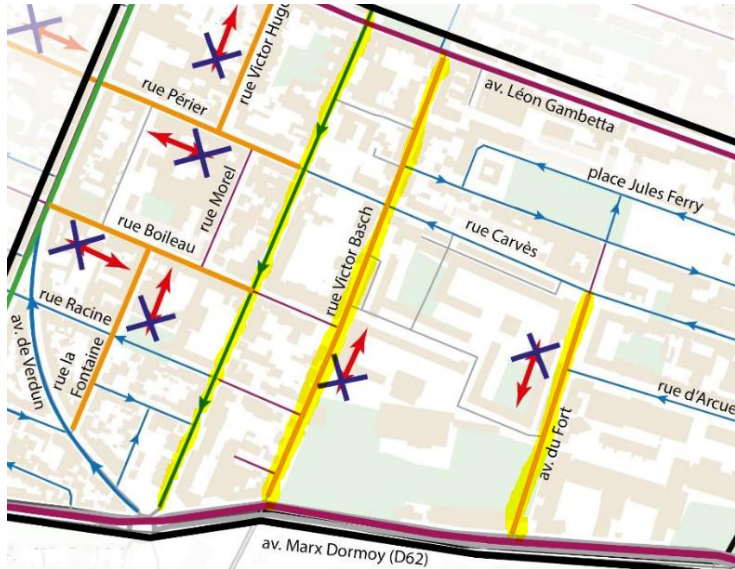 rue Victor Hugo
av. Léon Gambetta
rue Périer
place Jules Ferry
rue Morel
rue Carvès
rue Boileau
rue Victor Basch
rue Racine
av. de Verdun
rue la
Fontaine
rue d'Arcue
av. du Fort
av. Marx Dormoy (D62)